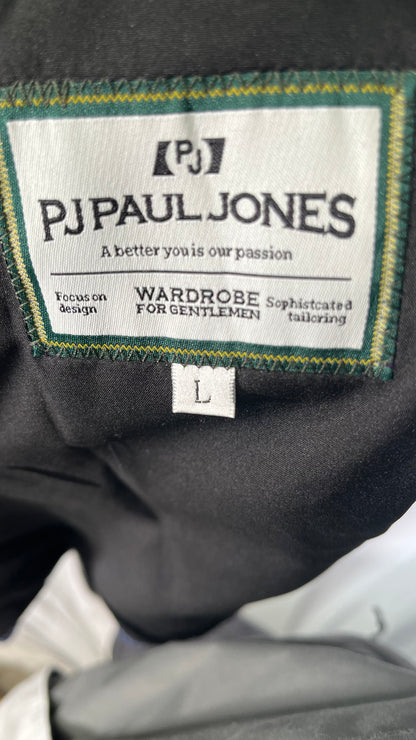 PJ
PJ PAUL JONES
A better you is our passion
Focus on
design
WARDROBE
FOR GENTLEMEN
Sophistcated
tailoring
L